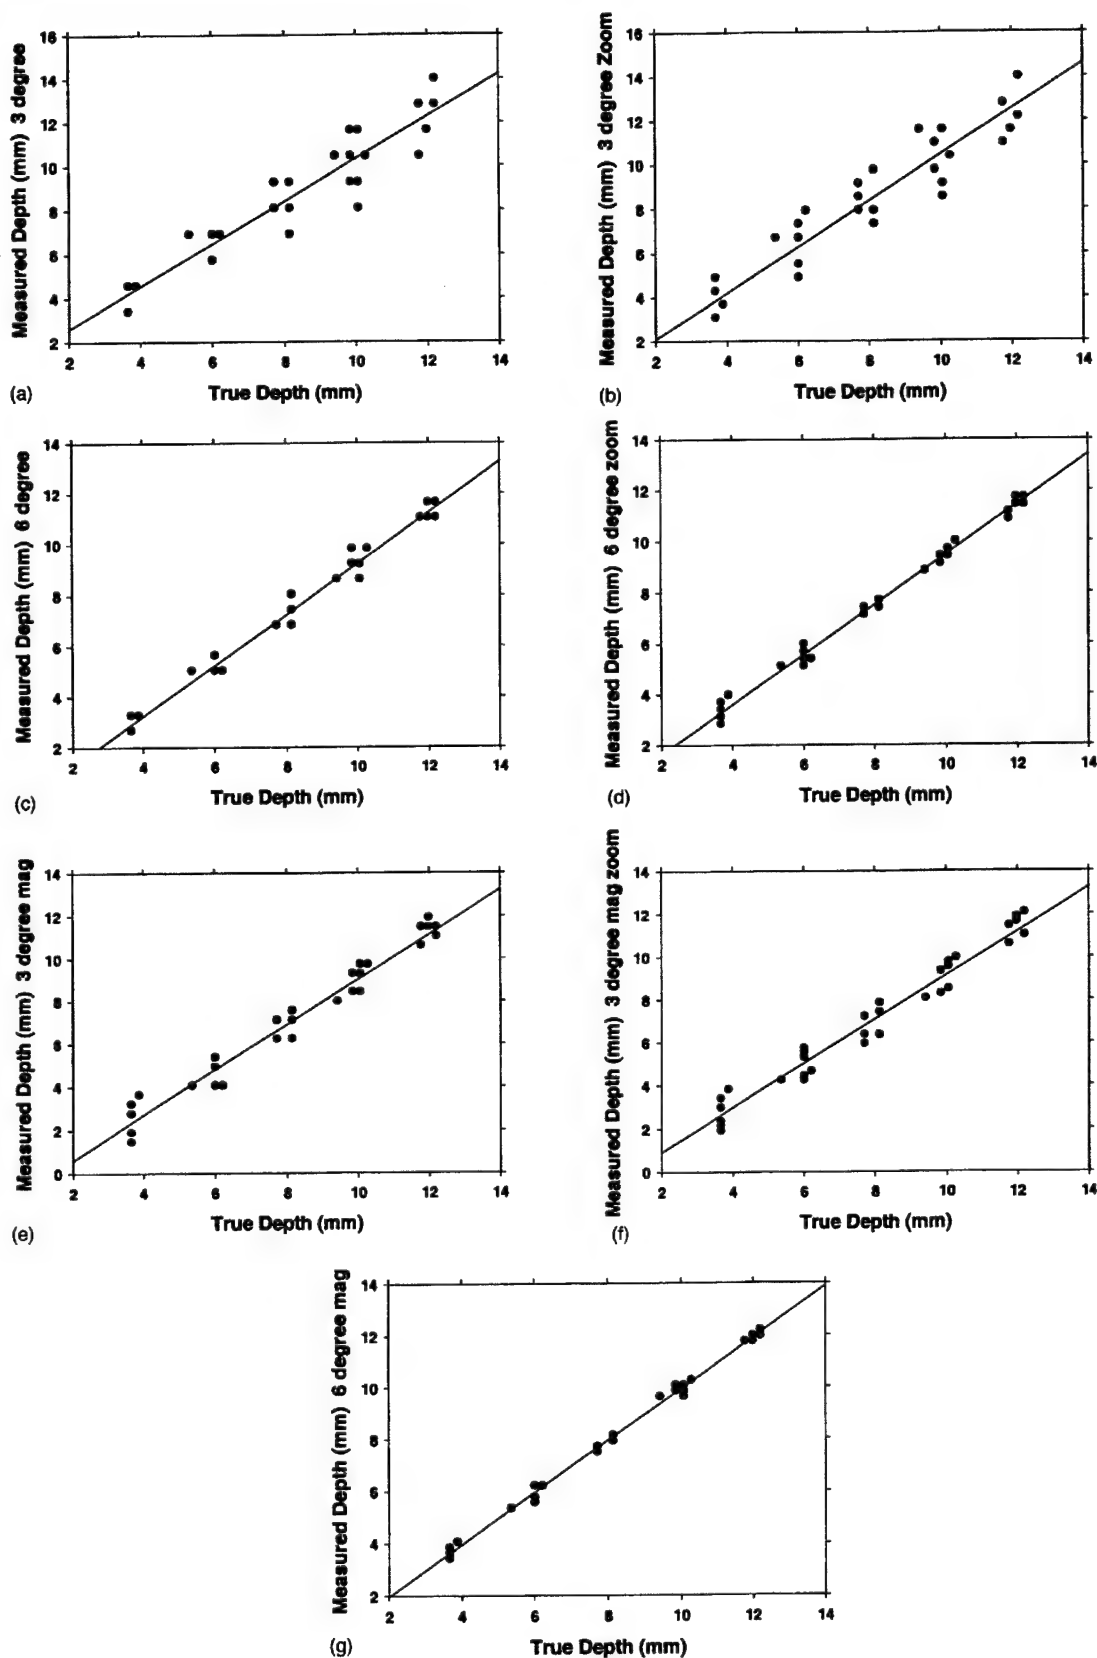 Measured Depth (mm) 3 degree
16
14
12
10
8
6
4
2
2 4 6 8 10 12 14
True Depth (mm)
(a)
Measured Depth (mm) 3 degree Zoom
16
14
12
10
8
6
4
2
2 4 6 8 10 12 14
True Depth (mm)
(b)
Measured Depth (mm) 6 degree
14
12
10
8
6
4
2
2 4 6 8 10 12 14
True Depth (mm)
(c)
Measured Depth (mm) 6 degree zoom
14
12
10
8
6
4
2
2 4 6 8 10 12 14
True Depth (mm)
(d)
Measured Depth (mm) 3 degree mag
14
12
10
8
6
4
2
0
2 4 6 8 10 12 14
True Depth (mm)
(e)
Measured Depth (mm) 3 degree mag zoom
14
12
10
8
6
4
2
0
2 4 6 8 10 12 14
True Depth (mm)
(f)
Measured Depth (mm) 6 degree mag
14
12
10
8
6
4
2
2 4 6 8 10 12 14
True Depth (mm)
(g)